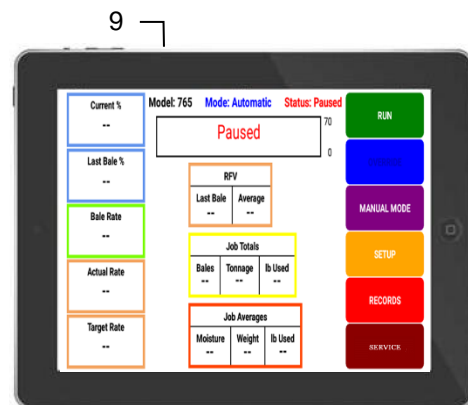 9
Model: 765 Mode: Automatic Status: Paused
Current %
--
Last Bale %
--
Bale Rate
--
Actual Rate
--
Target Rate
--
Paused
70
0
RFV
Last Bale Average
-- --
Job Totals
Bales Tonnage lb Used
-- -- --
Job Averages
Moisture Weight lb Used
-- -- --
RUN
MANUAL MODE
SETUP
RECORDS
SERVICE